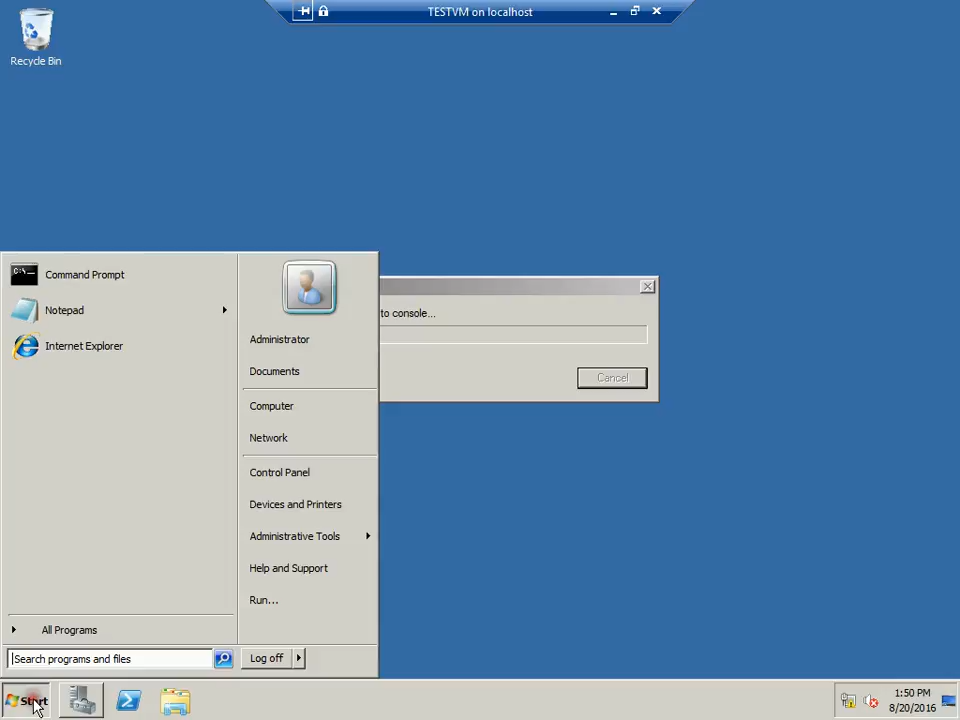 TESTVM on localhost
Recycle Bin
Command Prompt
Notepad
Internet Explorer
Administrator
Documents
Computer
Network
Control Panel
Devices and Printers
Administrative Tools
Help and Support
Run...
to console...
Cancel
All Programs
Search programs and files
Log off
Start
1:50 PM
8/20/2016